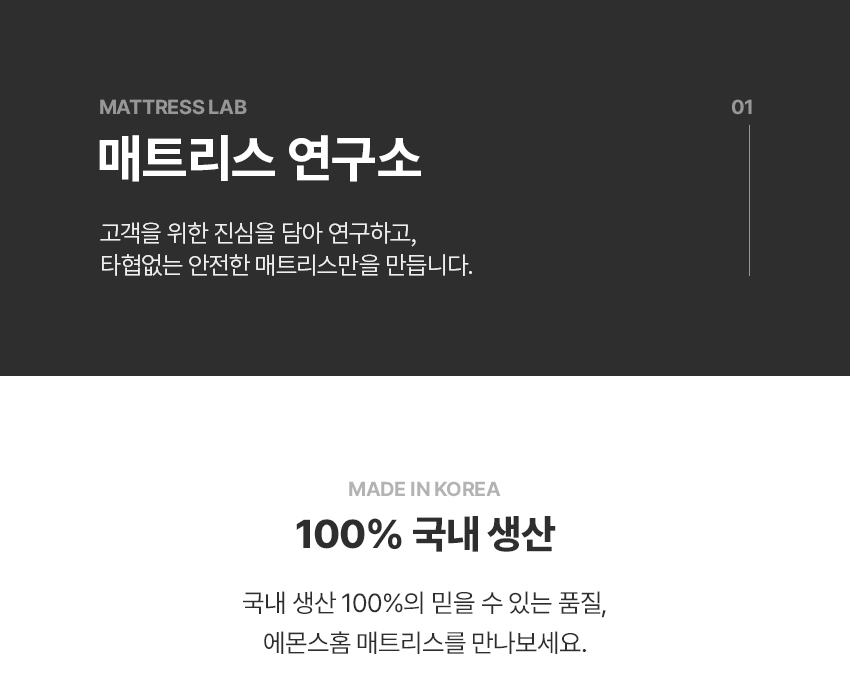 MATTRESS LAB
01
매트리스 연구소
고객을 위한 진심을 담아 연구하고,
타협없는 안전한 매트리스만을 만듭니다.
MADE IN KOREA
100% 국내 생산
국내 생산 100%의 믿을 수 있는 품질,
에몬스홈 매트리스를 만나보세요.